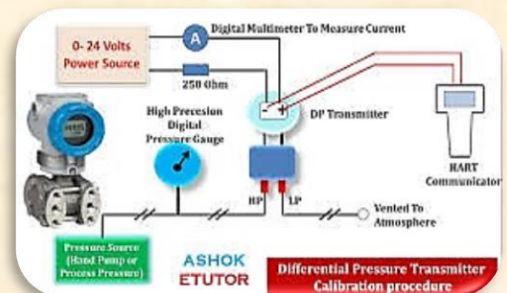 Digital Multimeter To Measure Current
0- 24 Volts
Power Source
A
250 Ohm
High Precesion
Digital
Pressure Gauge
DP Transmitter
- +
HART
Communicator
HP LP
Vented To
Atmosphere
Pressure Source
(Hand Pump or
Process Pressure)
ASHOK
ETUTOR
Differential Pressure Transmitter
Calibration procedure